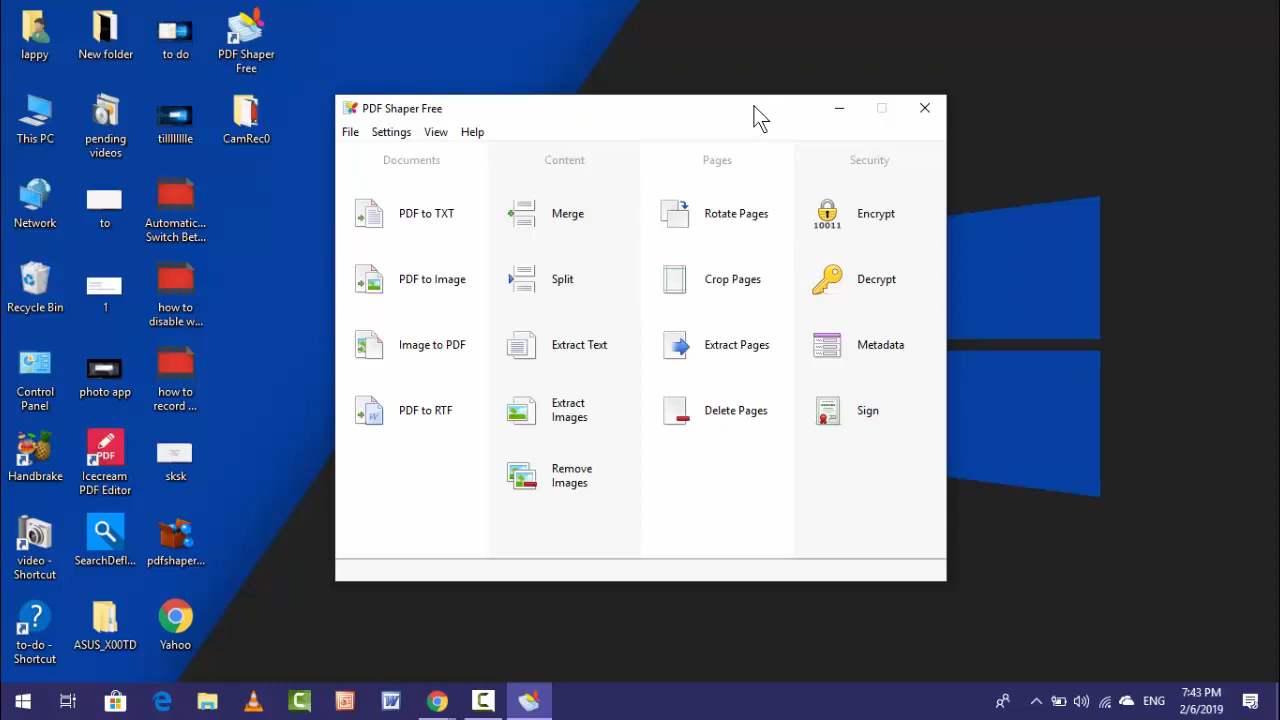 lappy
New folder
to do
PDF Shaper
Free
This PC
pending
videos
tillllllllle
CamRec0
Network
to
Automatic...
Switch Bet...
Recycle Bin
1
how to
disable w...
Control
Panel
photo app
how to
record ...
Handbrake
PDF
Icecream
PDF Editor
sksk
video -
Shortcut
SearchDefl...
pdfshaper...
to-do -
Shortcut
ASUS_X00TD
Yahoo
PDF Shaper Free
File Settings View Help
Documents
PDF to TXT
PDF to Image
Image to PDF
PDF to RTF
Content
Merge
Split
Extract Text
Extract
Images
Remove
Images
Pages
Rotate Pages
Crop Pages
Extract Pages
Delete Pages
Security
10011
Encrypt
Decrypt
Metadata
Sign
ENG
7:43 PM
2/6/2019